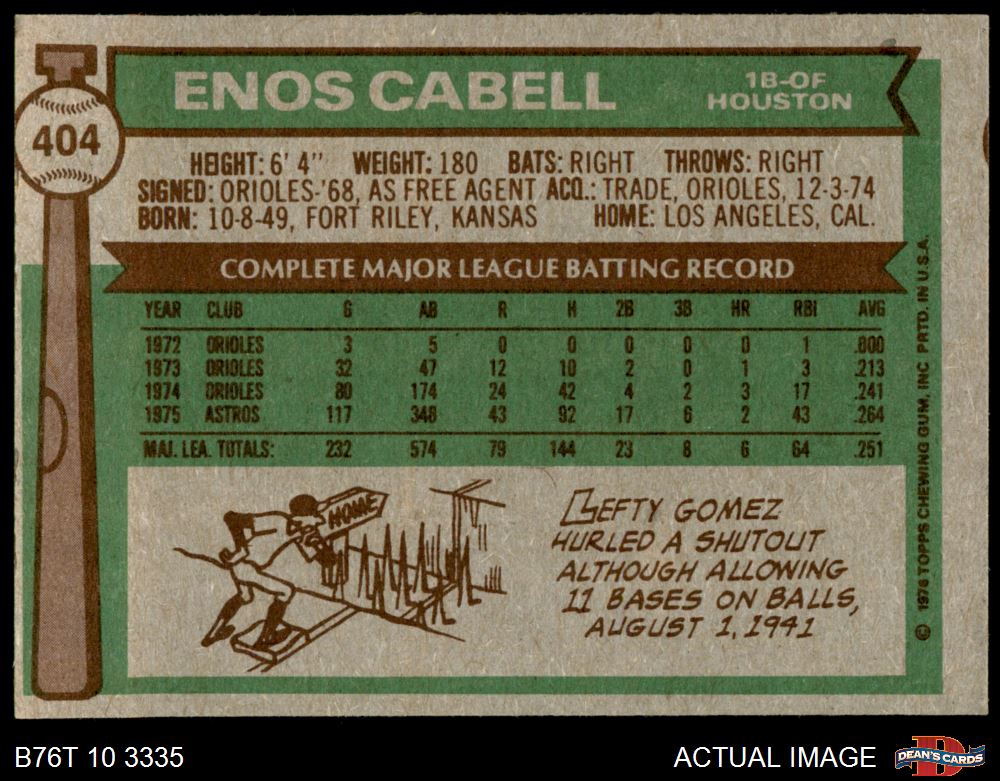 404
ENOS CABELL
1B-OF
HOUSTON
HEIGHT: 6' 4" WEIGHT: 180 BATS: RIGHT THROWS: RIGHT
SIGNED: ORIOLES-'68, AS FREE AGENT ACQ.: TRADE, ORIOLES, 12-3-74
BORN: 10-8-49, FORT RILEY, KANSAS HOME: LOS ANGELES, CAL.
COMPLETE MAJOR LEAGUE BATTING RECORD
YEAR CLUB G AB R H 2B 3B HR RBI AVG
1972 ORIOLES 3 5 0 0 0 0 0 1 .000
1973 ORIOLES 32 47 12 10 2 0 1 3 .213
1974 ORIOLES 80 174 24 42 4 2 3 17 .241
1975 ASTROS 117 348 43 92 17 6 2 43 .264
MAJ. LEA. TOTALS: 232 574 79 144 23 8 6 64 .251
HOME
LEFTY GOMEZ
HURLED A SHUTOUT
ALTHOUGH ALLOWING
11 BASES ON BALLS,
AUGUST 1, 1941
© 1976 TOPPS CHEWING GUM, INC PRTD. IN U.S.A.
B76T 10 3335
ACTUAL IMAGE
D
DEAN'S CARDS